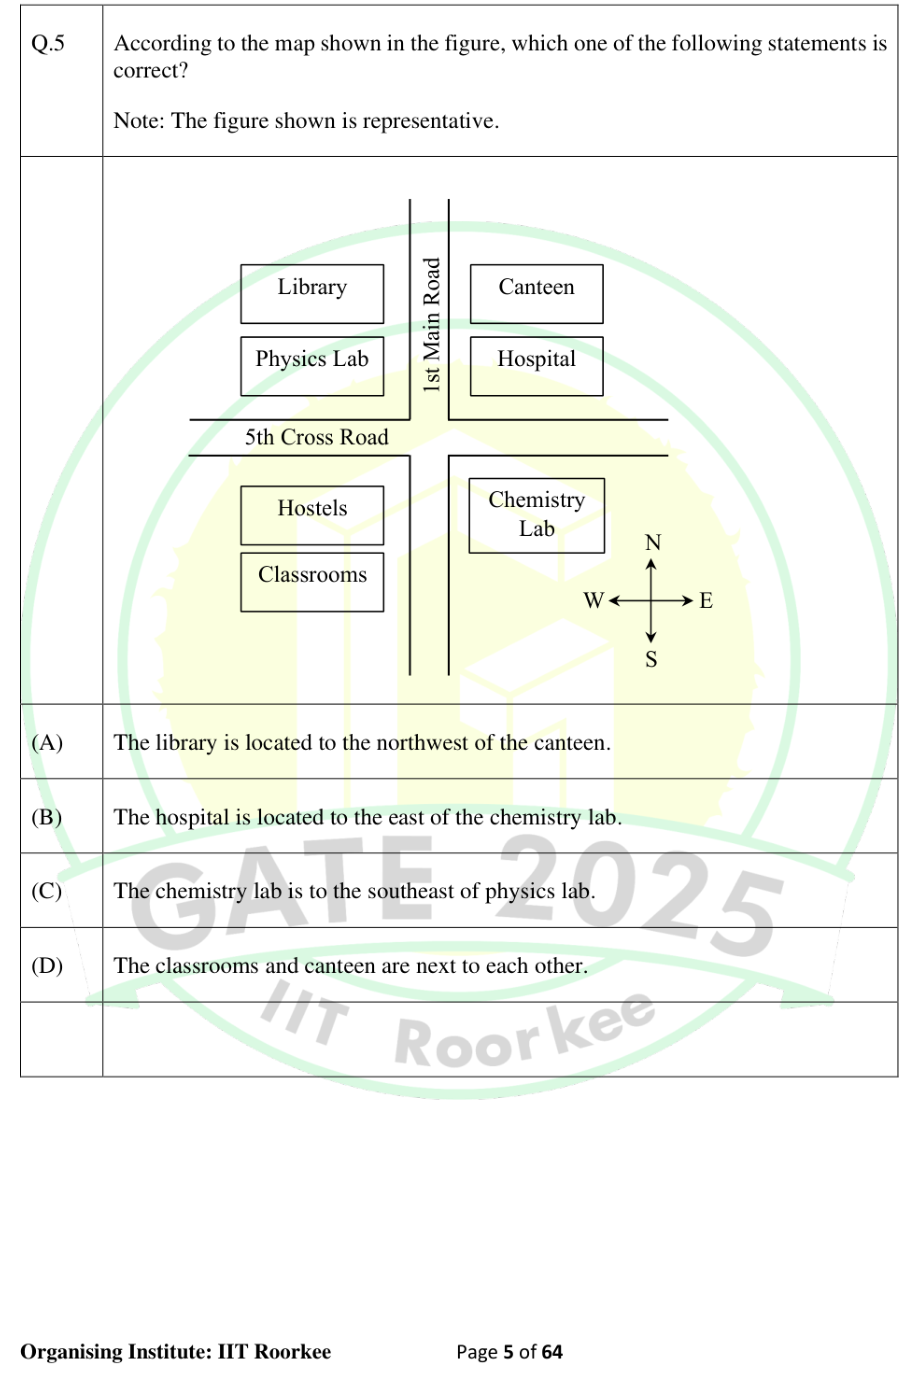 Q.5
According to the map shown in the figure, which one of the following statements is
correct?
Note: The figure shown is representative.
Library
Canteen
1st Main Road
Physics Lab
Hospital
5th Cross Road
Hostels
Chemistry
Lab
Classrooms
N
W
E
S
(A) The library is located to the northwest of the canteen.
(B) The hospital is located to the east of the chemistry lab.
(C) The chemistry lab is to the southeast of physics lab.
(D) The classrooms and canteen are next to each other.
GATE 2025
IIT Roorkee
Organising Institute: IIT Roorkee Page 5 of 64